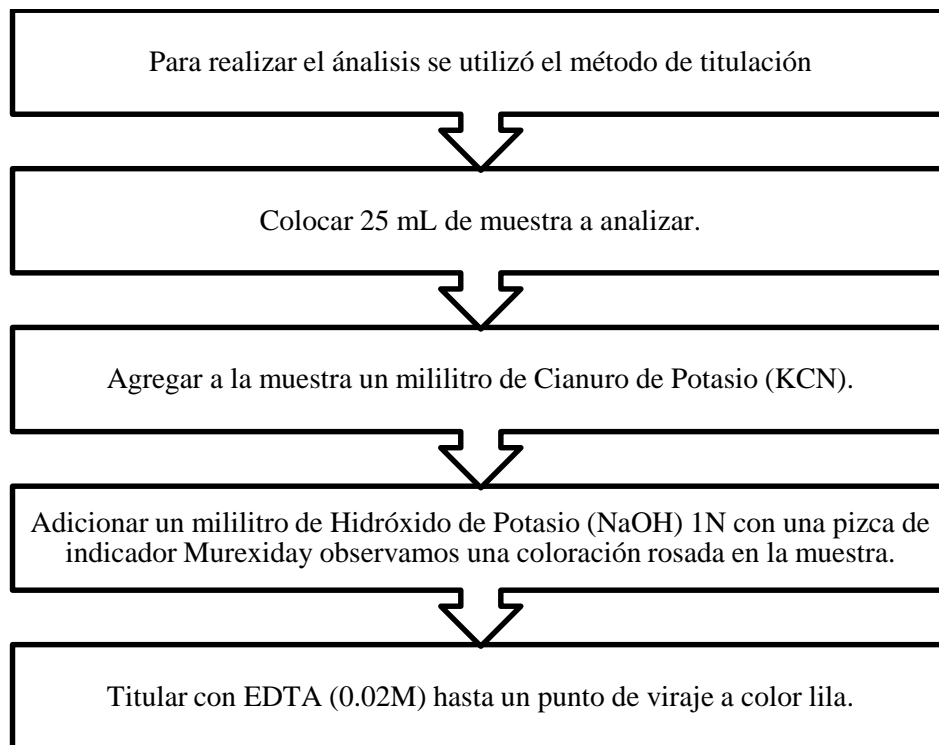 Para realizar el ánalisis se utilizó el método de titulación
Colocar 25 mL de muestra a analizar.
Agregar a la muestra un mililitro de Cianuro de Potasio (KCN).
Adicionar un mililitro de Hidróxido de Potasio (NaOH) 1N con una pizca de
indicador Murexiday observamos una coloración rosada en la muestra.
Titular con EDTA (0.02M) hasta un punto de viraje a color lila.